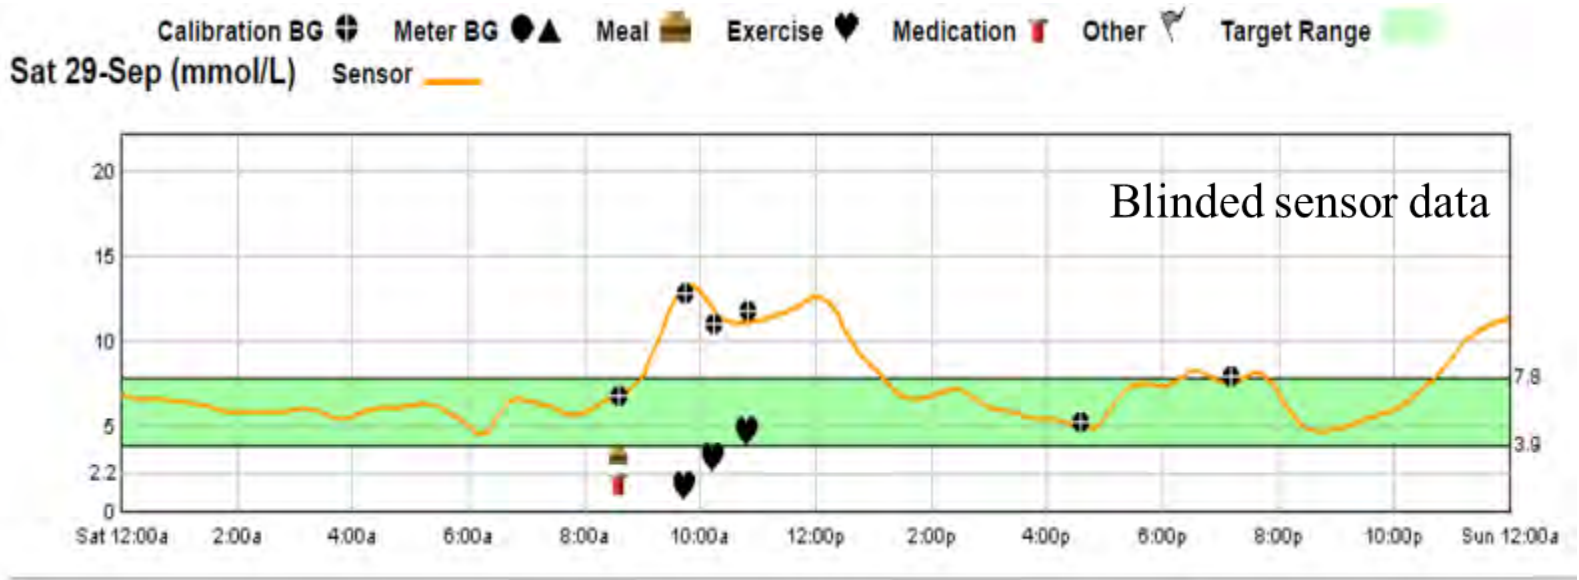 Calibration BG Meter BG Meal Exercise Medication Other Target Range
Sat 29-Sep (mmol/L) Sensor
20
Blinded sensor data
15
10
7.8
5
3.9
2.2
0
Sat 12:00a 2:00a 4:00a 6:00a 8:00a 10:00a 12:00p 2:00p 4:00p 6:00p 8:00p 10:00p Sun 12:00a